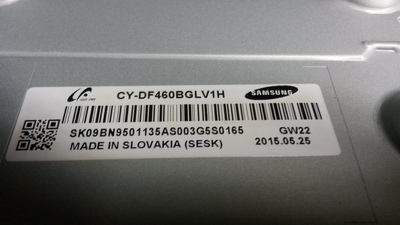 CY-DF460BGLV1H
SAMSUNG
SK09BN9501135AS003G5S0165
GW22
MADE IN SLOVAKIA (SESK)
2015.05.25